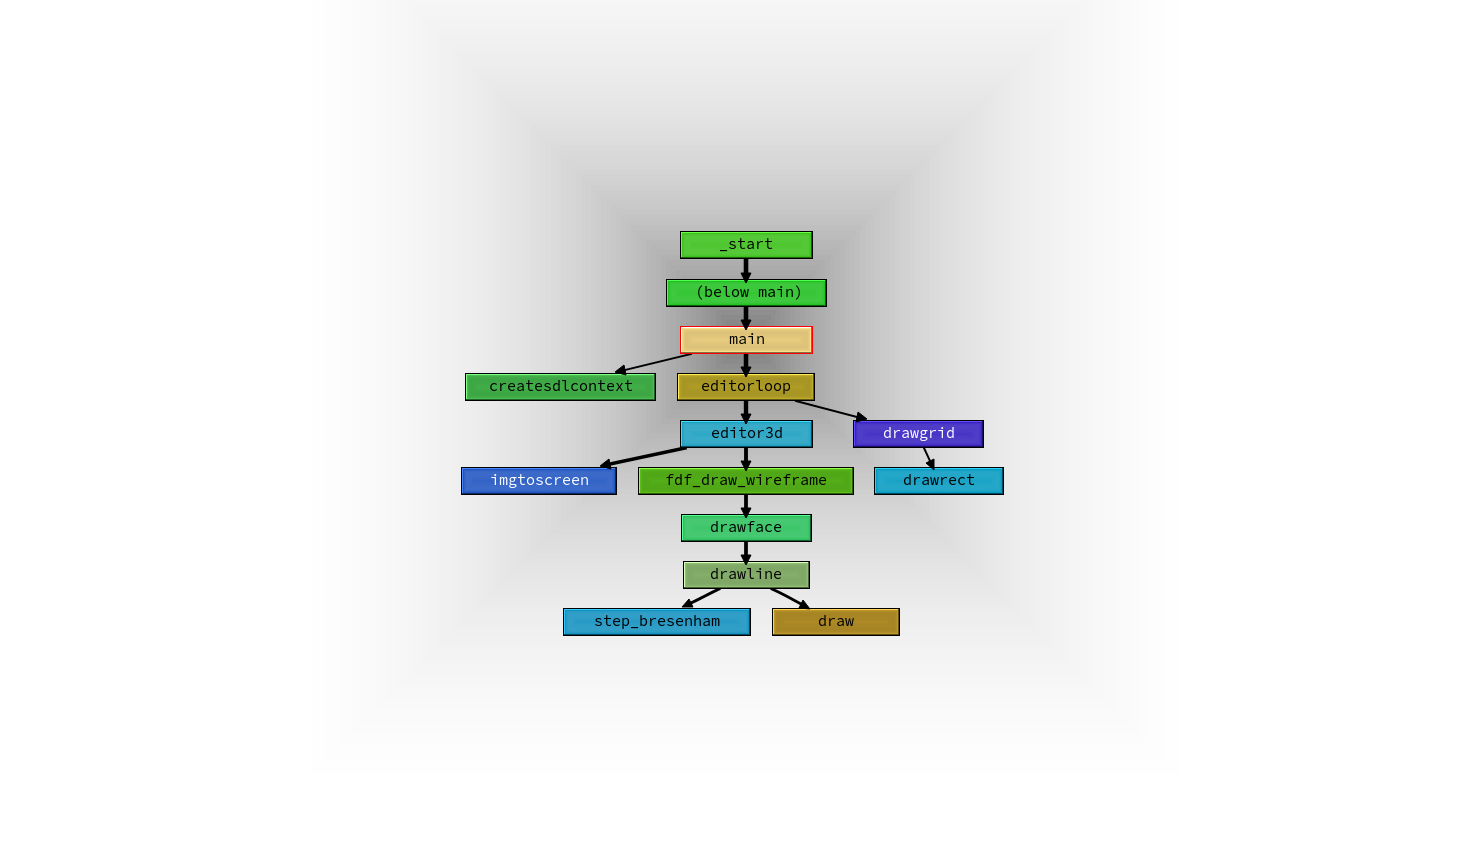 _start
(below main)
main
createsdlcontext
editorloop
editor3d
drawgrid
imgtoscreen
fdf_draw_wireframe
drawrect
drawface
drawline
step_bresenham
draw